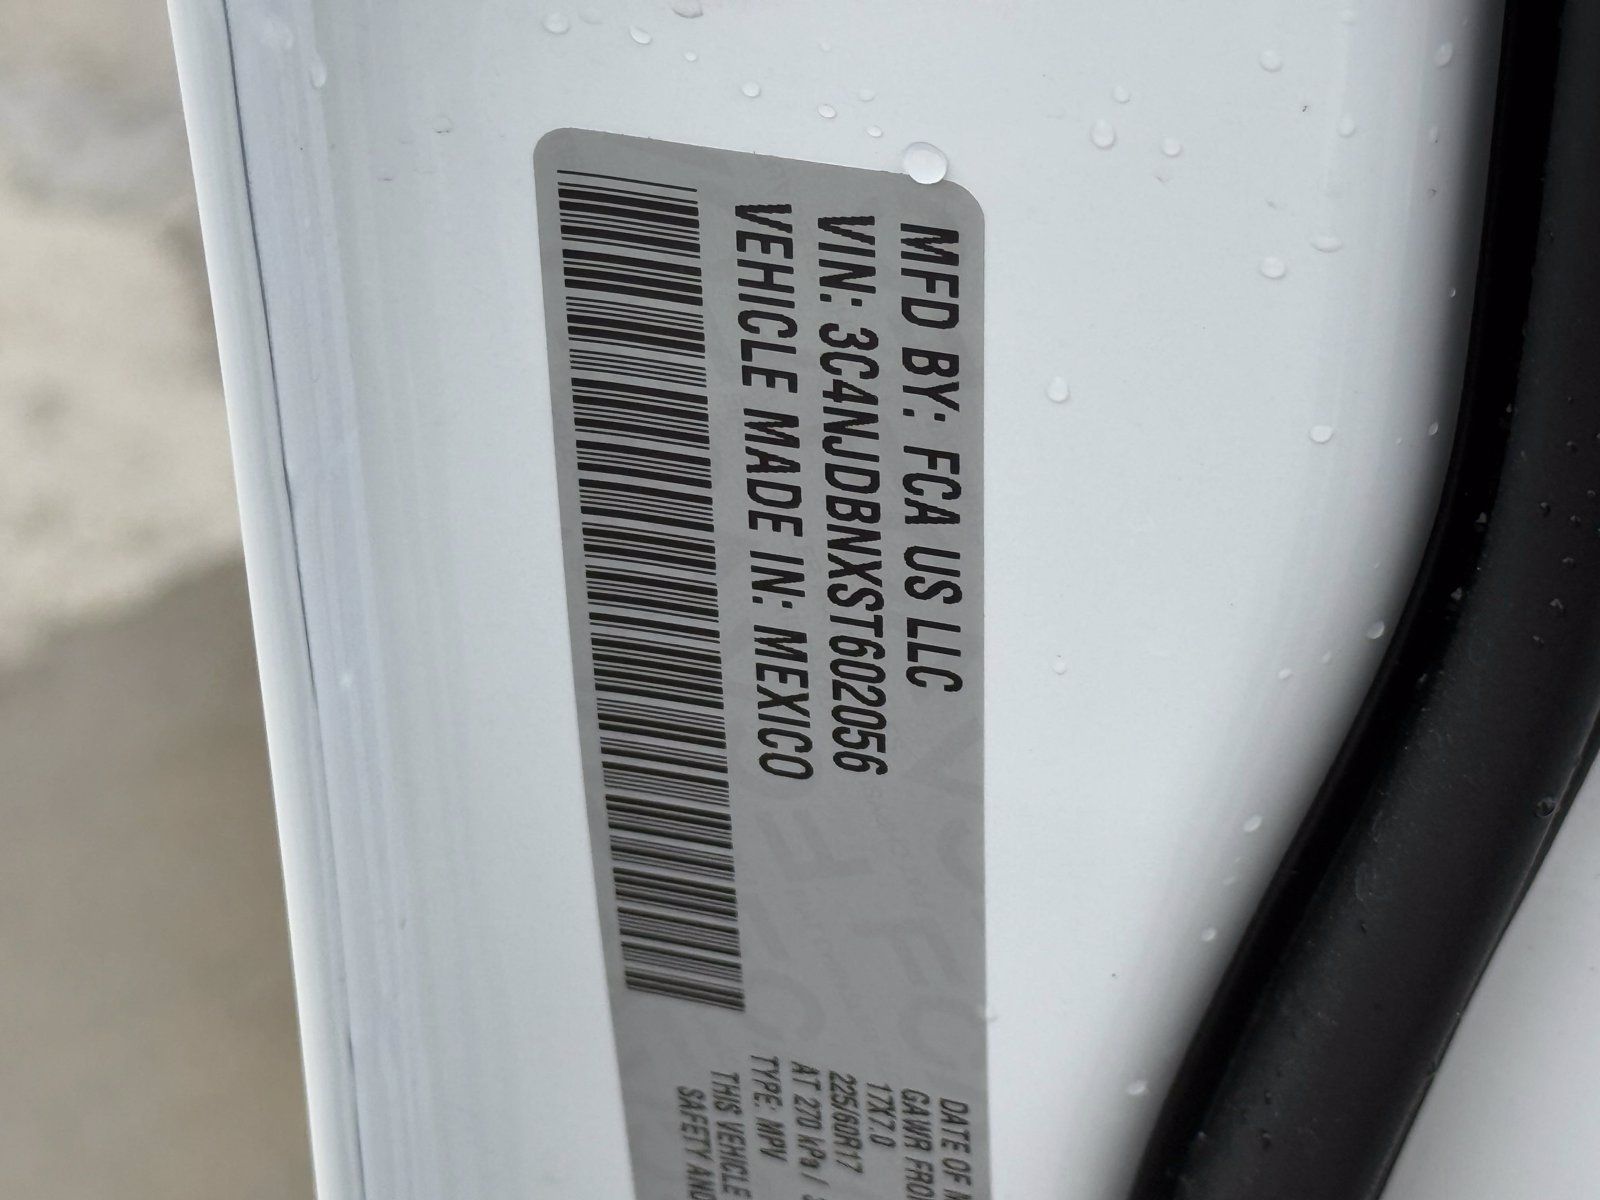 MFD BY: FCA US LLC
VIN: 3C4NJDBNXST602056
VEHICLE MADE IN: MEXICO
DATE OF
GAWR FRO
17X7.0
225/60R17
AT 270 kPa /
TYPE: MPV
THIS VEHICLE
SAFETY AND